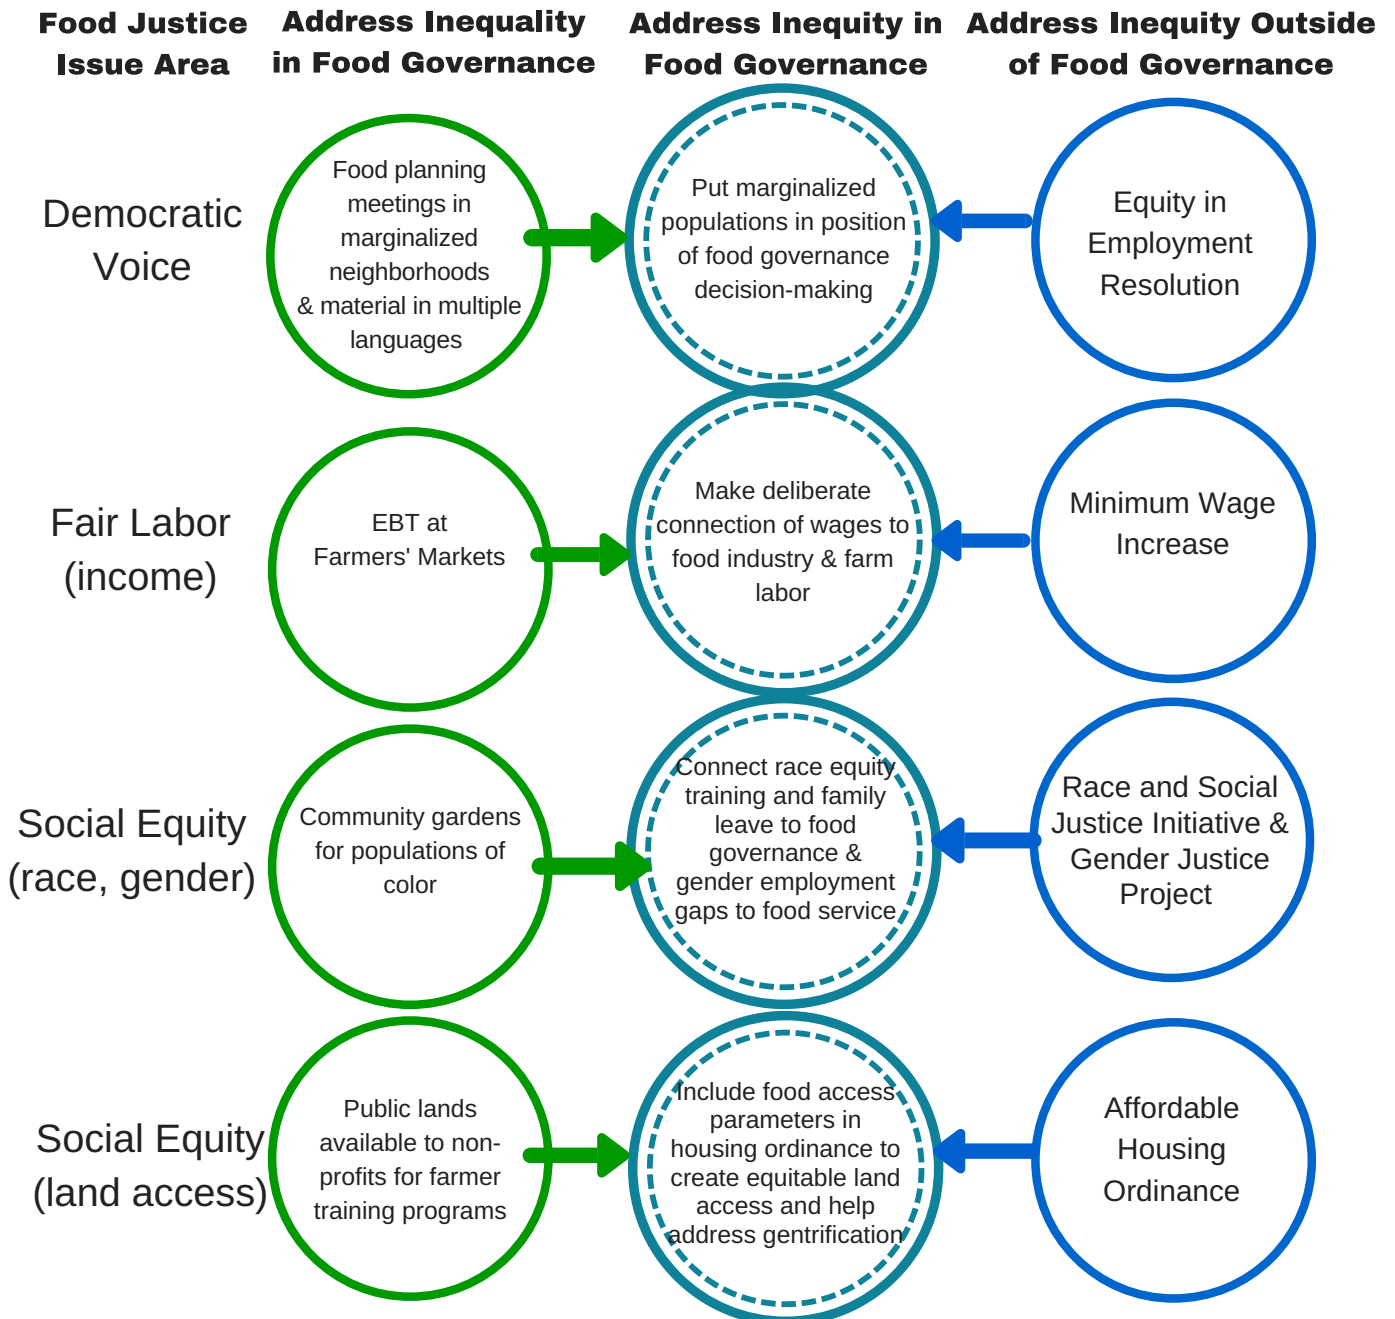 Food Justice
Issue Area
Address Inequality
in Food Governance
Address Inequity in
Food Governance
Address Inequity Outside
of Food Governance
Democratic
Voice
Food planning
meetings in
marginalized
neighborhoods
& material in multiple
languages
Put marginalized
populations in position
of food governance
decision-making
Equity in
Employment
Resolution
Fair Labor
(income)
EBT at
Farmers' Markets
Make deliberate
connection of wages to
food industry & farm
labor
Minimum Wage
Increase
Social Equity
(race, gender)
Community gardens
for populations of
color
Connect race equity
training and family
leave to food
governance &
gender employment
gaps to food service
Race and Social
Justice Initiative &
Gender Justice
Project
Social Equity
(land access)
Public lands
available to non-
profits for farmer
training programs
Include food access
parameters in
housing ordinance to
create equitable land
access and help
address gentrification
Affordable
Housing
Ordinance